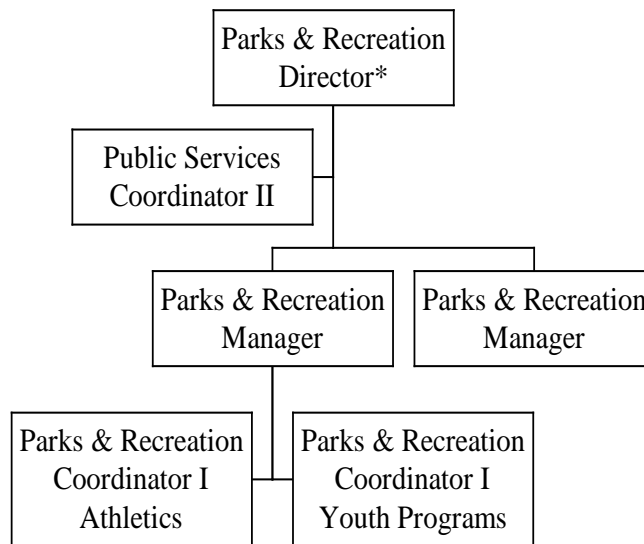 Parks & Recreation
Director*
Public Services
Coordinator II
Parks & Recreation
Manager
Parks & Recreation
Manager
Parks & Recreation
Coordinator I
Athletics
Parks & Recreation
Coordinator I
Youth Programs